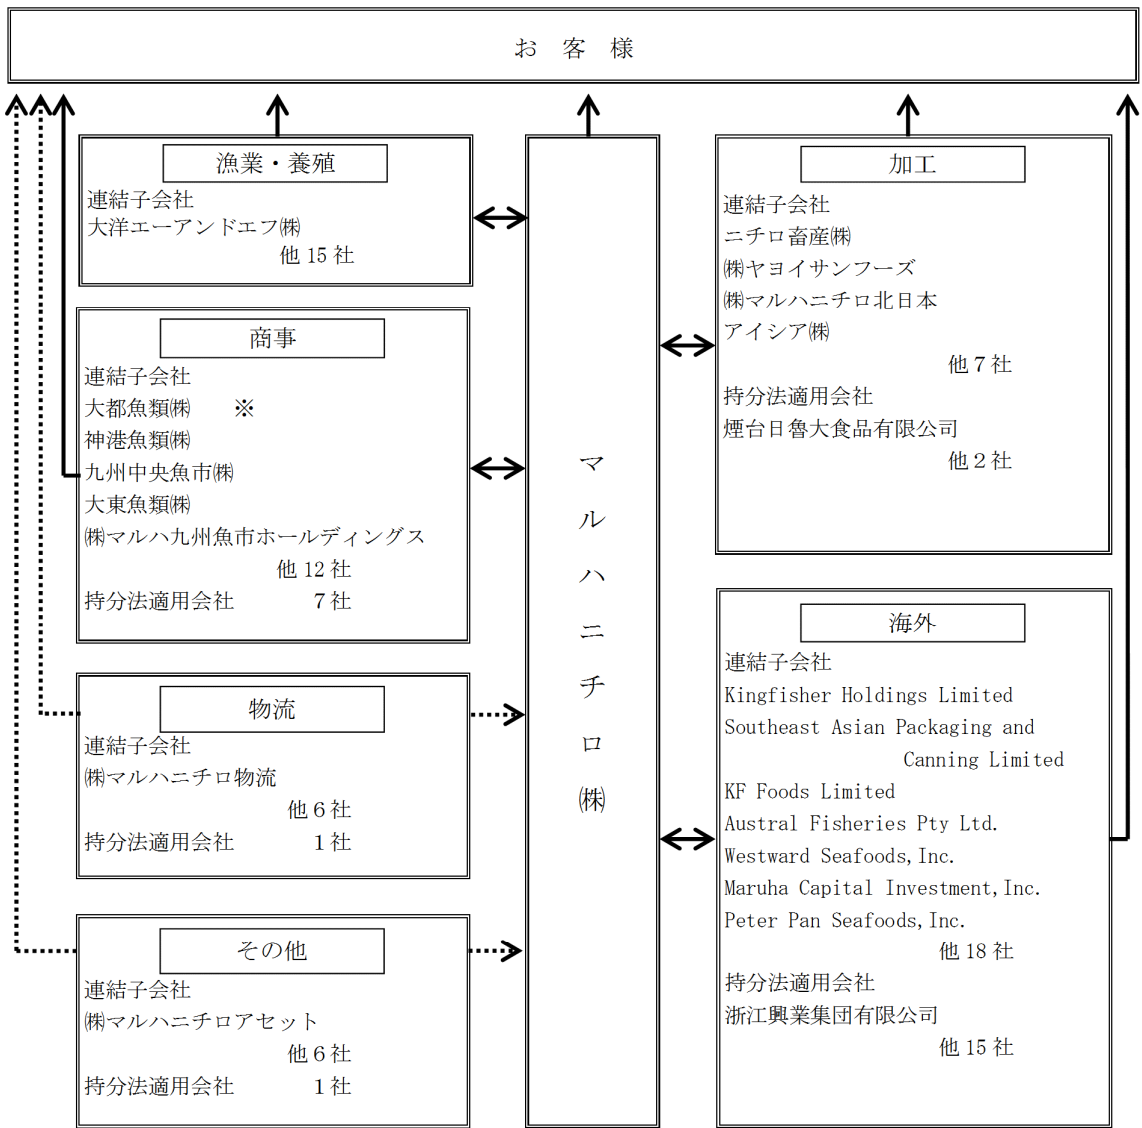 お客様
漁業・養殖
連結子会社
大洋エーアンドエフ㈱
他 15 社
商事
連結子会社
大都魚類㈱ ※
神港魚類㈱
九州中央魚市㈱
大東魚類㈱
㈱マルハ九州魚市ホールディングス
他 12 社
持分法適用会社 7 社
物流
連結子会社
㈱マルハニチロ物流
他６社
持分法適用会社 １社
その他
連結子会社
㈱マルハニチロアセット
他６社
持分法適用会社 １社
マルハニチロ㈱
加工
連結子会社
ニチロ畜産㈱
㈱ヤヨイサンフーズ
㈱マルハニチロ北日本
アイシア㈱
他７社
持分法適用会社
煙台日魯大食品有限公司
他２社
海外
連結子会社
Kingfisher Holdings Limited
Southeast Asian Packaging and
Canning Limited
KF Foods Limited
Austral Fisheries Pty Ltd.
Westward Seafoods,Inc.
Maruha Capital Investment,Inc.
Peter Pan Seafoods,Inc.
他 18 社
持分法適用会社
浙江興業集団有限公司
他 15 社